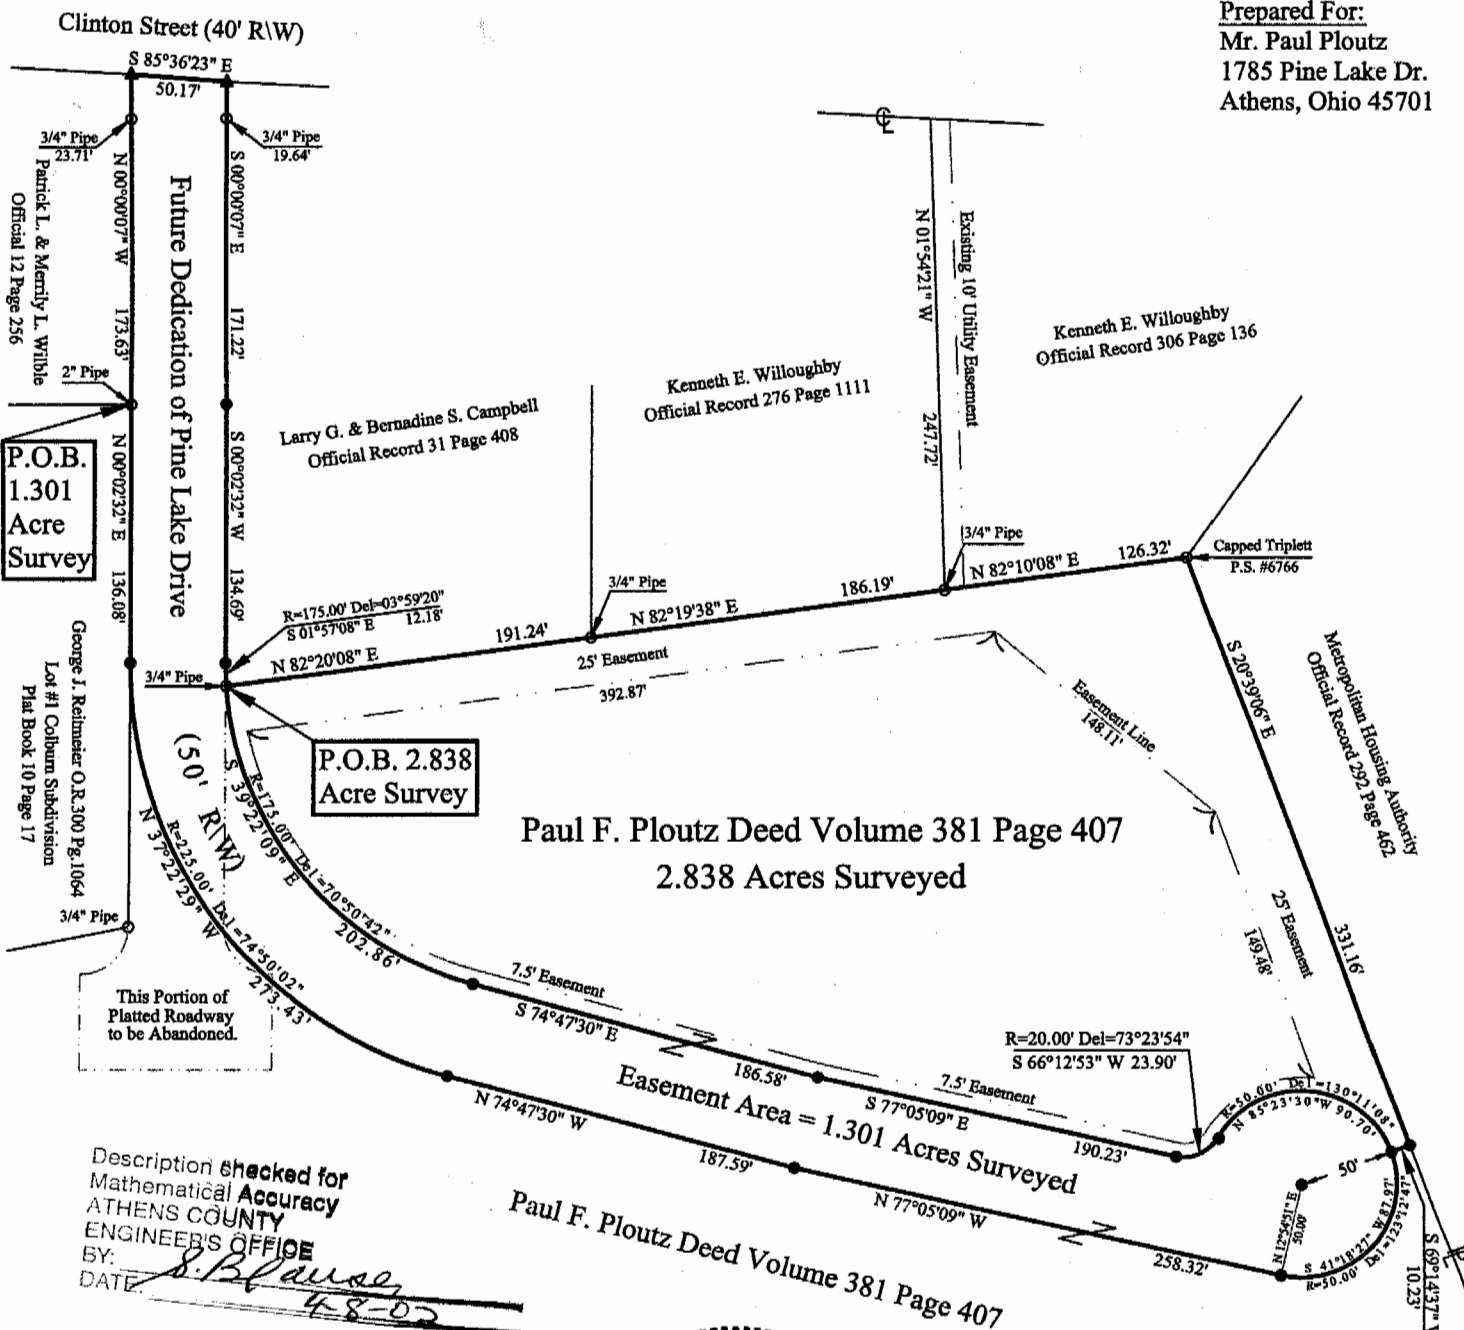 Clinton Street (40' R\W)
S 85°36'23" E
50.17'
Prepared For:
Mr. Paul Ploutz
1785 Pine Lake Dr.
Athens, Ohio 45701
3/4" Pipe
23.71'
3/4" Pipe
19.64'
Patrick L. & Merrily L. Wible
Official 12 Page 256
N 00°00'07" W 173.63'
Future Dedication of Pine Lake Drive
S 00°00'07" E 171.22'
2" Pipe
P.O.B.
1.301
Acre
Survey
N 00°02'32" E 136.08'
S 00°02'32" W 134.69'
Larry G. & Bernadine S. Campbell
Official Record 31 Page 408
Kenneth E. Willoughby
Official Record 276 Page 1111
N 01°54'21" W 247.72'
Existing 10' Utility Easement
Kenneth E. Willoughby
Official Record 306 Page 136
R=175.00' Del=03°59'20"
S 01°57'08" E 12.18'
3/4" Pipe
N 82°20'08" E 191.24'
3/4" Pipe
N 82°19'38" E 186.19'
3/4" Pipe
N 82°10'08" E 126.32'
Capped Triplett
P.S. #6766
25' Easement
392.87'
Easement Line
148.11'
S 20°39'06" E 331.16'
Metropolitan Housing Authority
Official Record 292 Page 462
25' Easement
149.48'
George J. Reitmeier O.R.300 Pg.1064
Lot #1 Colburn Subdivision
Plat Book 10 Page 17
3/4" Pipe
(50' R\W)
P.O.B. 2.838
Acre Survey
Paul F. Ploutz Deed Volume 381 Page 407
2.838 Acres Surveyed
R=175.00' Del=70°50'42"
S 39°22'09" E 202.86'
R=225.00' Del=74°50'02"
N 37°22'29" W 273.43'
This Portion of
Platted Roadway
to be Abandoned.
7.5' Easement
S 74°47'30" E 186.58'
7.5' Easement
S 77°05'09" E 190.23'
R=20.00' Del=73°23'54"
S 66°12'53" W 23.90'
R=50.00' Del=130°11'08"
N 85°23'30" W 90.70'
50'
N 12°54'51" E
50.00'
S 41°18'27" W 87.97'
R=50.00' Del=123°12'47"
S 69°14'37"
10.23'
Easement Area = 1.301 Acres Surveyed
N 74°47'30" W
187.59'
N 77°05'09" W
258.32'
Paul F. Ploutz Deed Volume 381 Page 407
Description checked for
Mathematical Accuracy
ATHENS COUNTY
ENGINEER'S OFFICE
BY:
DATE 4-8-02